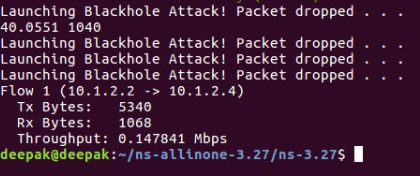 Launching Blackhole Attack! Packet dropped . . .
40.0551 1040
Launching Blackhole Attack! Packet dropped . . .
Launching Blackhole Attack! Packet dropped . . .
Launching Blackhole Attack! Packet dropped . . .
Flow 1 (10.1.2.2 -> 10.1.2.4)
Tx Bytes: 5340
Rx Bytes: 1068
Throughput: 0.147841 Mbps
deepak@deepak:~/ns-allinone-3.27/ns-3.27$